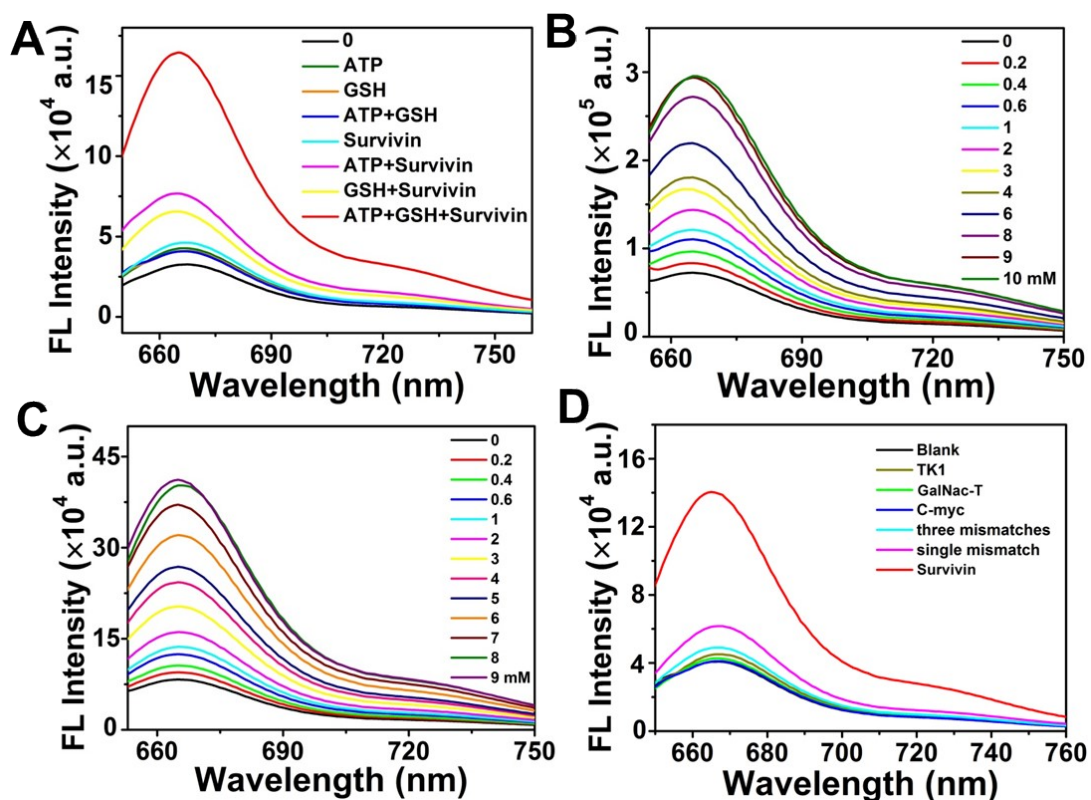 A
FL Intensity (×10⁴ a.u.)
15
10
5
0
660 690 720 750
Wavelength (nm)
0
ATP
GSH
ATP+GSH
Survivin
ATP+Survivin
GSH+Survivin
ATP+GSH+Survivin
B
FL Intensity (×10⁵ a.u.)
3
2
1
0
660 690 720 750
Wavelength (nm)
0
0.2
0.4
0.6
1
2
3
4
6
8
9
10 mM
C
FL Intensity (×10⁴ a.u.)
45
30
15
0
660 690 720 750
Wavelength (nm)
0
0.2
0.4
0.6
1
2
3
4
5
6
7
8
9 mM
D
FL Intensity (×10⁴ a.u.)
16
12
8
4
0
660 680 700 720 740 760
Wavelength (nm)
Blank
TK1
GalNac-T
C-myc
three mismatches
single mismatch
Survivin